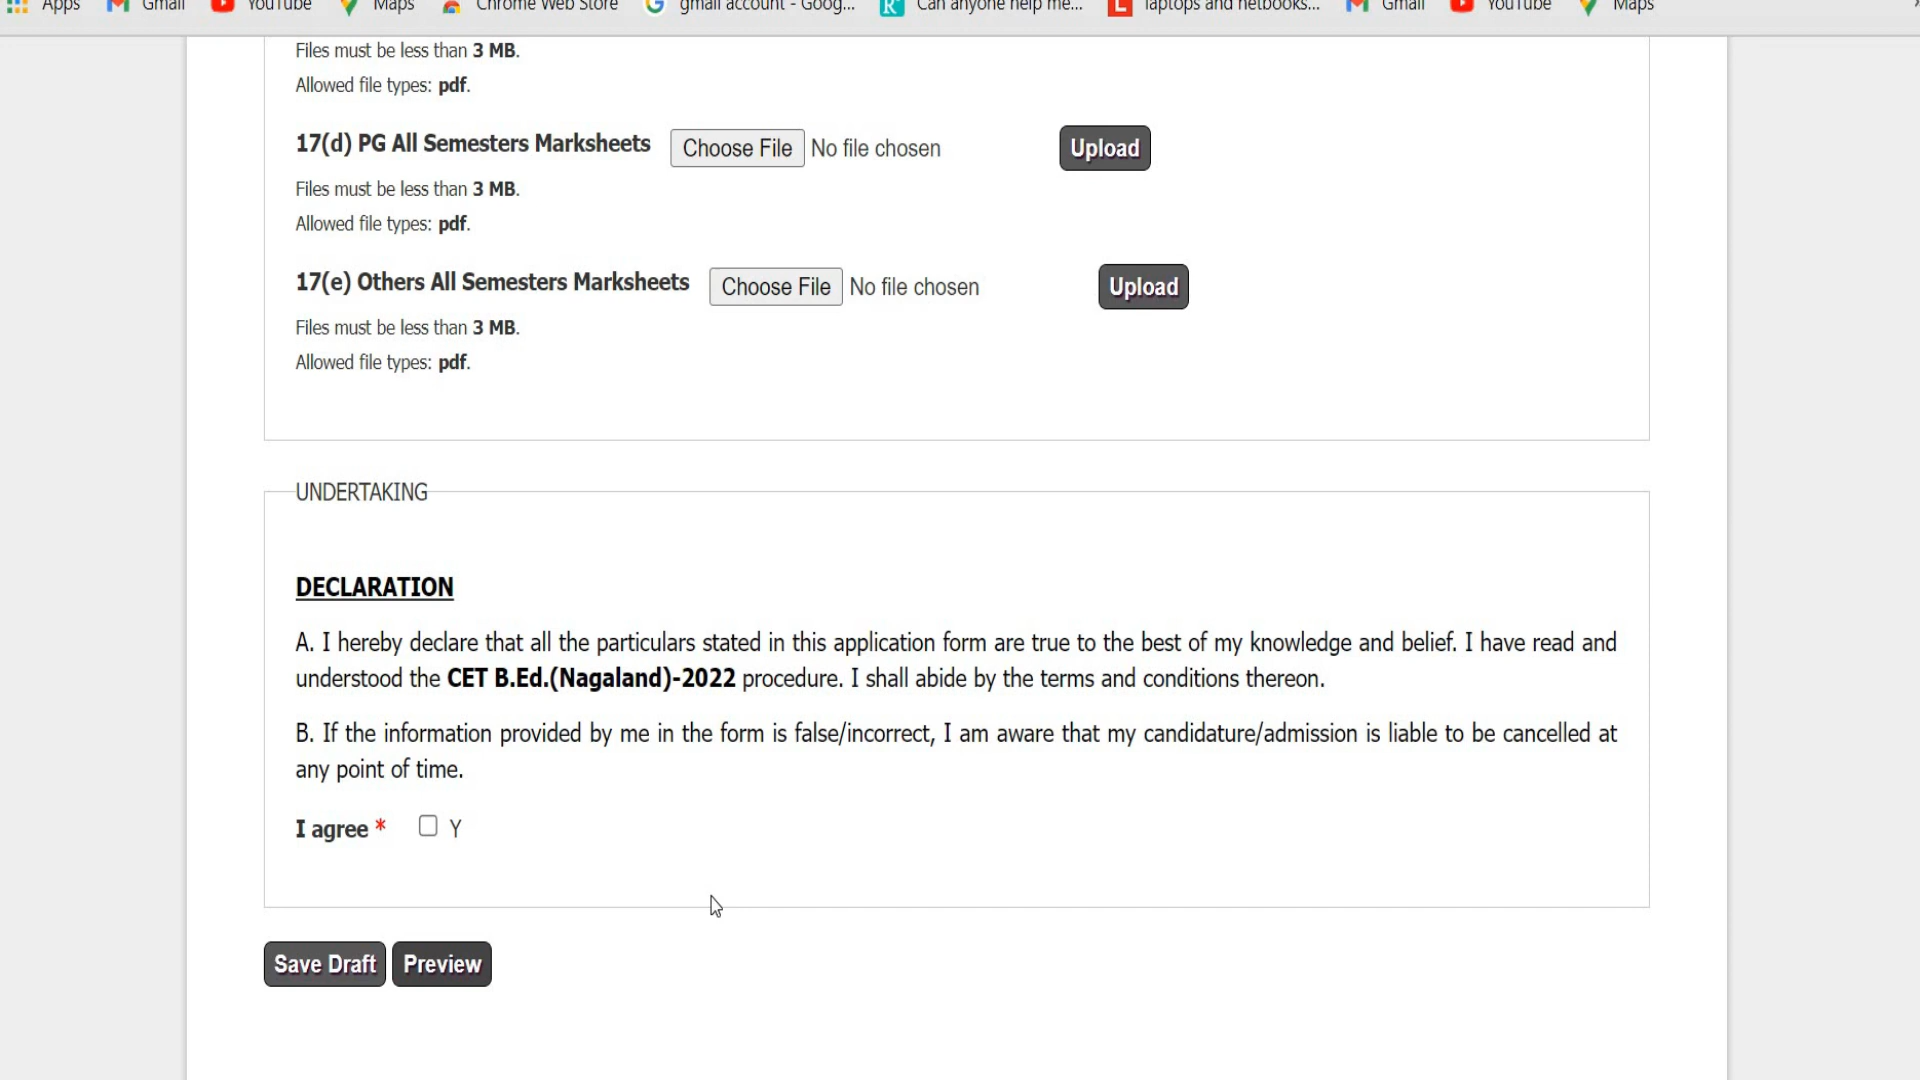 Apps Gmail YouTube Maps Chrome Web Store gmail account - Goog... Can anyone help me... laptops and netbooks... Gmail YouTube Maps
Files must be less than 3 MB.
Allowed file types: pdf.
17(d) PG All Semesters Marksheets Choose File No file chosen Upload
Files must be less than 3 MB.
Allowed file types: pdf.
17(e) Others All Semesters Marksheets Choose File No file chosen Upload
Files must be less than 3 MB.
Allowed file types: pdf.
UNDERTAKING
DECLARATION
A. I hereby declare that all the particulars stated in this application form are true to the best of my knowledge and belief. I have read and
understood the CET B.Ed.(Nagaland)-2022 procedure. I shall abide by the terms and conditions thereon.
B. If the information provided by me in the form is false/incorrect, I am aware that my candidature/admission is liable to be cancelled at
any point of time.
I agree * Y
Save Draft Preview